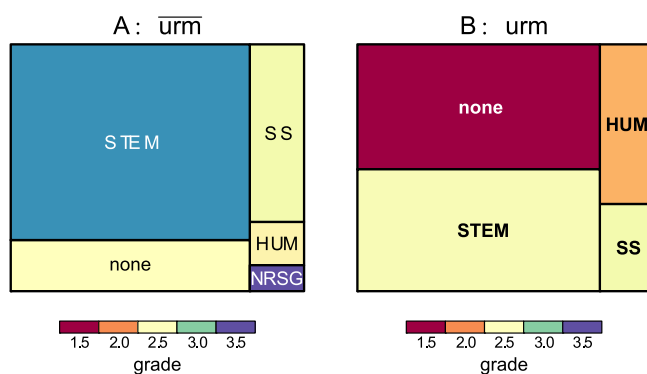 A: urm
B: urm
STEM
SS
none
HUM
NRSG
none
HUM
STEM
SS
1.5 2.0 2.5 3.0 3.5
grade
1.5 2.0 2.5 3.0 3.5
grade